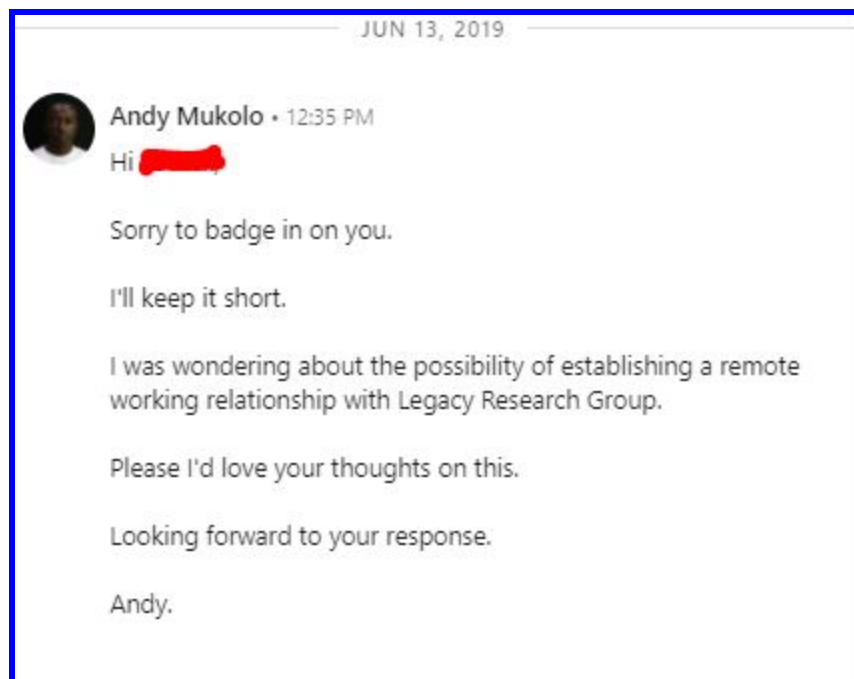 JUN 13, 2019
Andy Mukolo • 12:35 PM
Hi
Sorry to badge in on you.
I'll keep it short.
I was wondering about the possibility of establishing a remote
working relationship with Legacy Research Group.
Please I'd love your thoughts on this.
Looking forward to your response.
Andy.